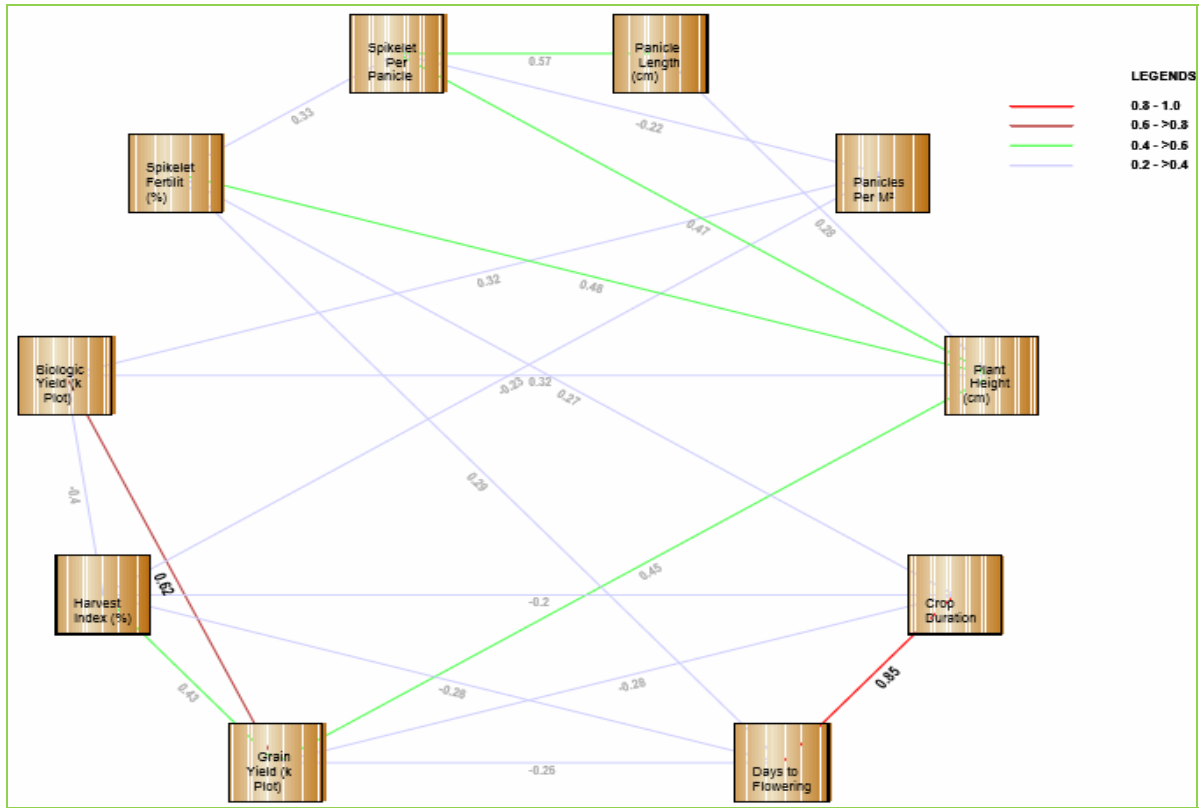 Spikelet
Per
Panicle
Panicle
Length
(cm)
0.57
LEGENDS
0.8 - 1.0
0.6 - >0.8
0.4 - >0.6
0.2 - >0.4
0.33
-0.22
Spikelet
Fertilit
(%)
Panicles
Per M²
0.47
0.28
0.32
0.48
Biologic
Yield (k
Plot)
-0.23
0.32
0.27
Plant
Height
(cm)
-0.4
0.29
0.62
0.45
Harvest
Index (%)
-0.2
Crop
Duration
0.43
-0.28
-0.28
0.85
Grain
Yield (k
Plot)
-0.26
Days to
Flowering